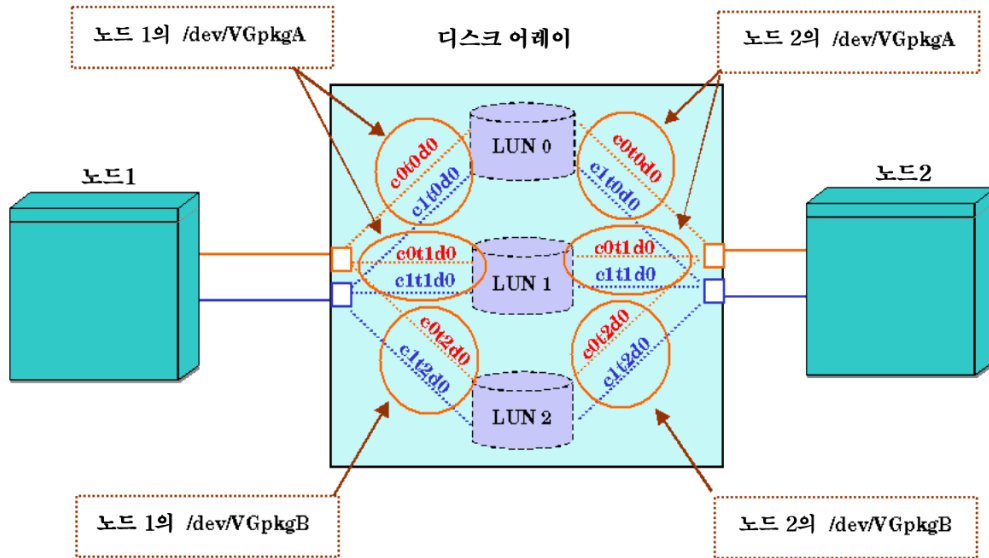 노드 1의 /dev/VGpkgA
디스크 어레이
노드 2의 /dev/VGpkgA
LUN 0
c0t0d0
c1t0d0
c0t0d0
c1t0d0
노드1
노드2
c0t1d0
c1t1d0
LUN 1
c0t1d0
c1t1d0
c0t2d0
c1t2d0
c0t2d0
c1t2d0
LUN 2
노드 1의 /dev/VGpkgB
노드 2의 /dev/VGpkgB